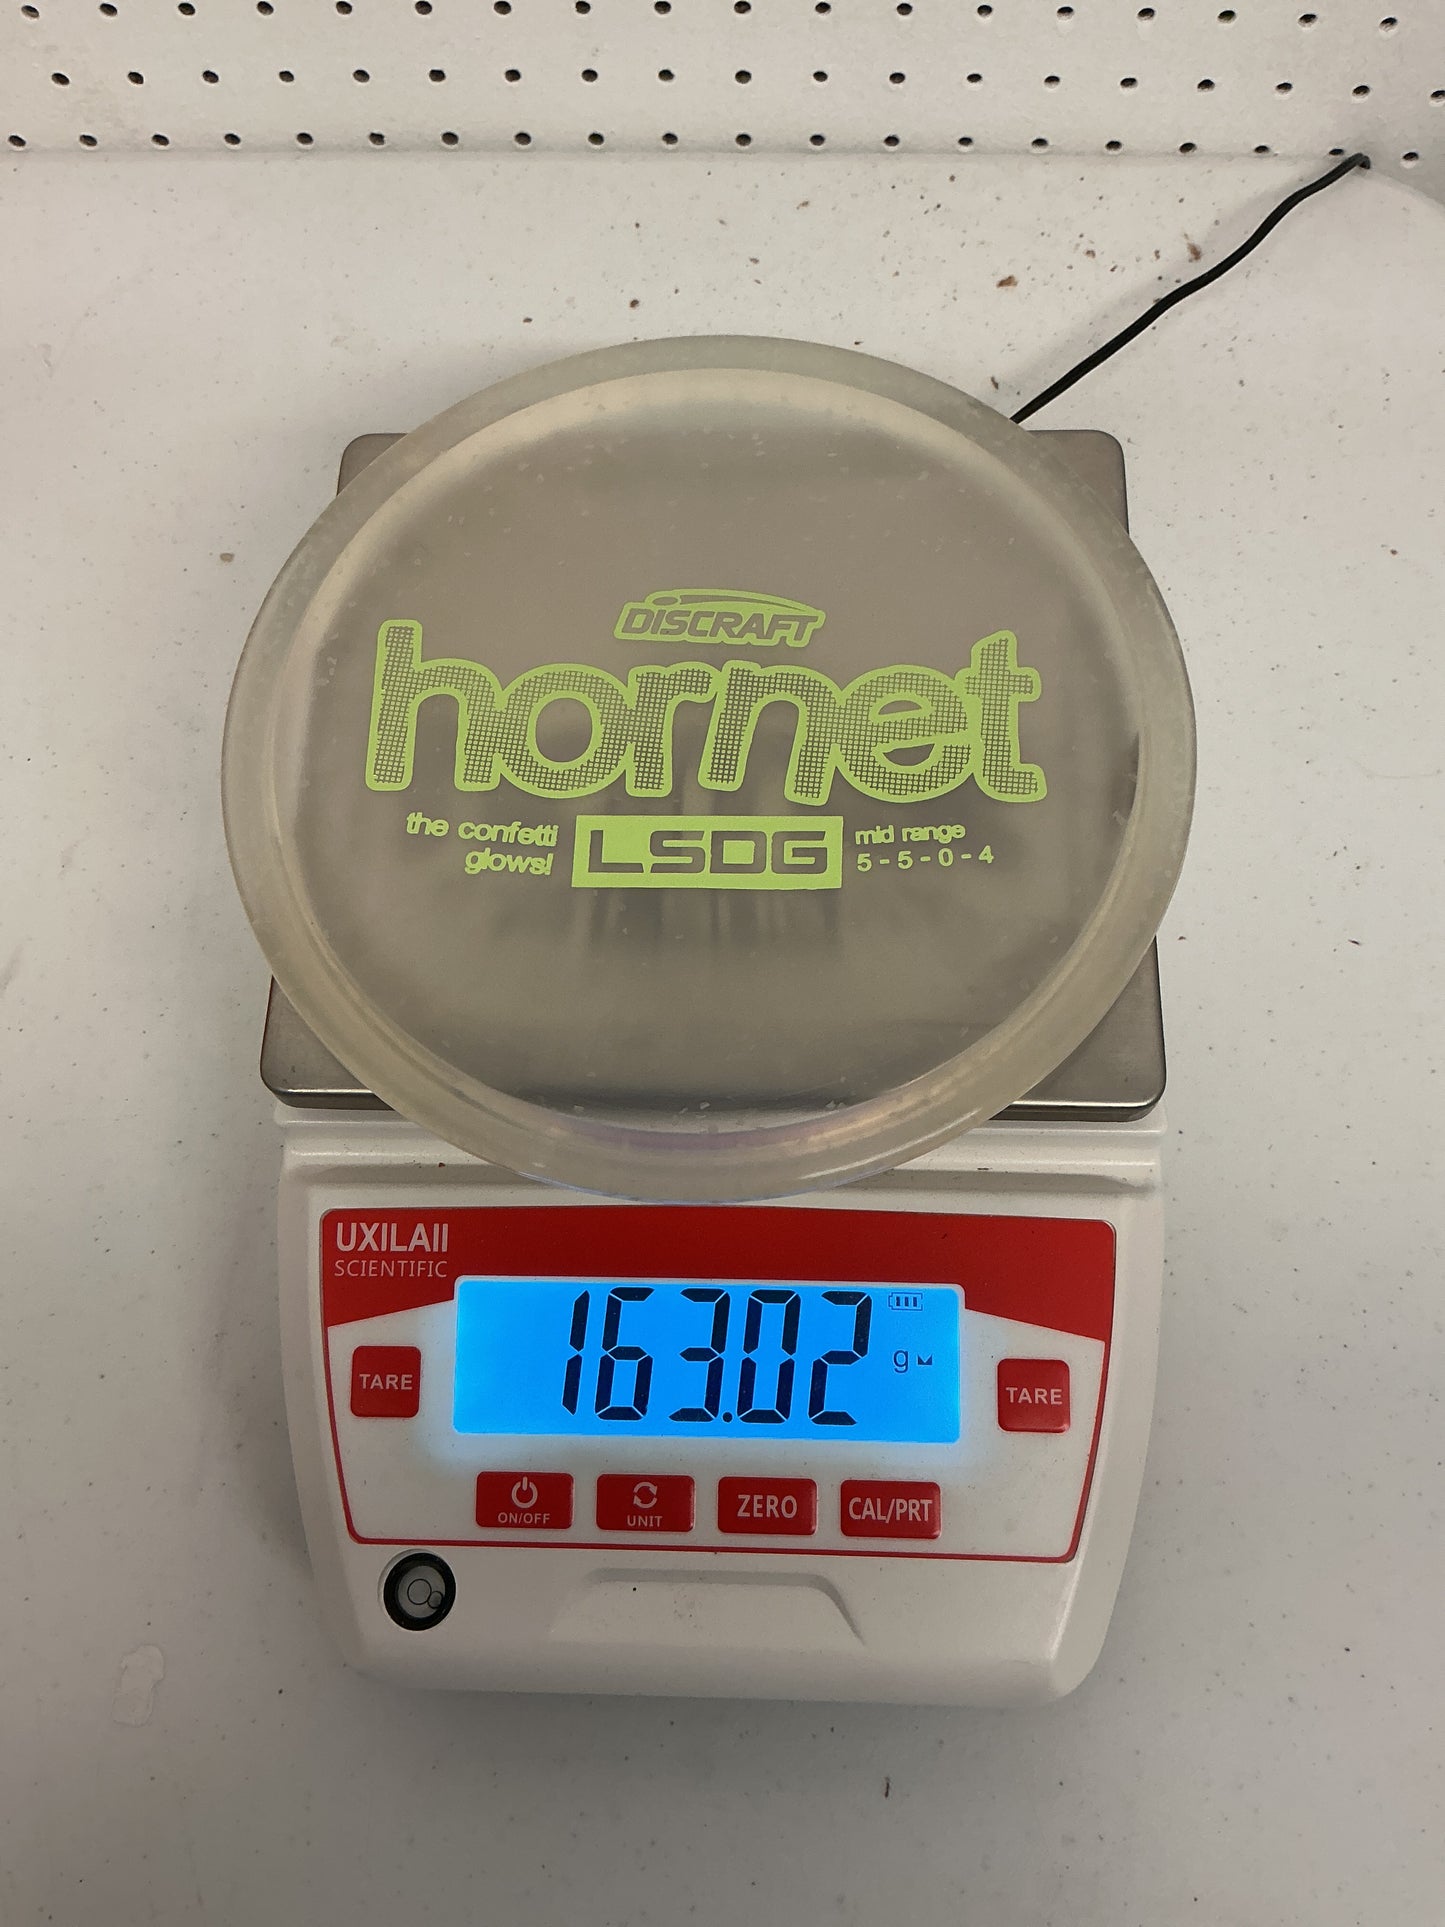 DISCRAFT
hornet
the confetti
glows!
LSDG
mid range
5 - 5 - 0 - 4
UXILAII
SCIENTIFIC
163.02
g
TARE
TARE
ON/OFF
UNIT
ZERO
CAL/PRT